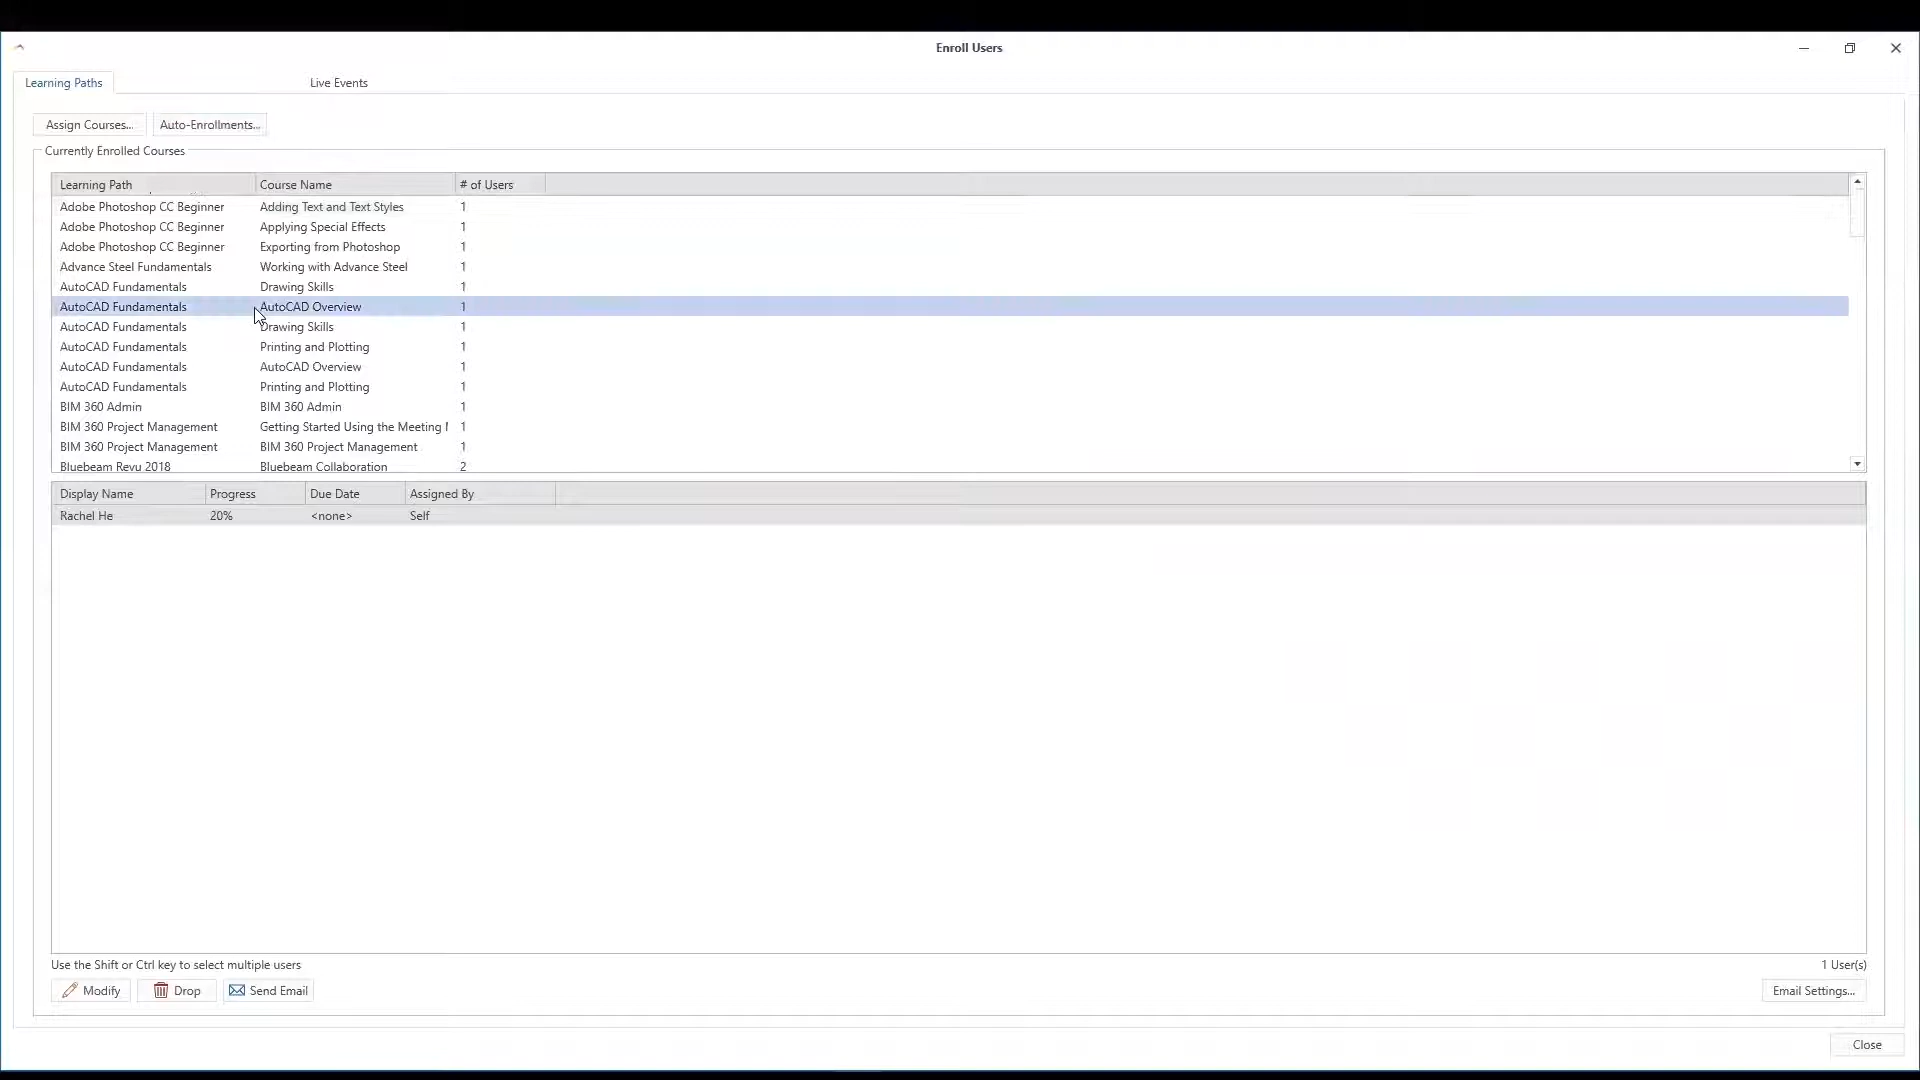 Enroll Users
Learning Paths Live Events
Assign Courses... Auto-Enrollments...
Currently Enrolled Courses
Learning Path Course Name # of Users
Adobe Photoshop CC Beginner Adding Text and Text Styles 1
Adobe Photoshop CC Beginner Applying Special Effects 1
Adobe Photoshop CC Beginner Exporting from Photoshop 1
Advance Steel Fundamentals Working with Advance Steel 1
AutoCAD Fundamentals Drawing Skills 1
AutoCAD Fundamentals AutoCAD Overview 1
AutoCAD Fundamentals Drawing Skills 1
AutoCAD Fundamentals Printing and Plotting 1
AutoCAD Fundamentals AutoCAD Overview 1
AutoCAD Fundamentals Printing and Plotting 1
BIM 360 Admin BIM 360 Admin 1
BIM 360 Project Management Getting Started Using the Meeting 1
BIM 360 Project Management BIM 360 Project Management 1
Bluebeam Revu 2018 Bluebeam Collaboration 2
Display Name Progress Due Date Assigned By
Rachel He 20% <none> Self
Use the Shift or Ctrl key to select multiple users 1 User(s)
Modify Drop Send Email Email Settings...
Close